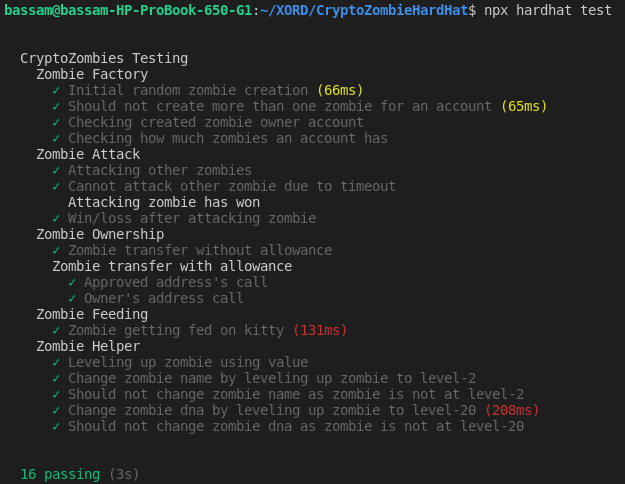 bassam@bassam-HP-ProBook-650-G1:~/XORD/CryptoZombieHardHat$ npx hardhat test
CryptoZombies Testing
Zombie Factory
✓ Initial random zombie creation (66ms)
✓ Should not create more than one zombie for an account (65ms)
✓ Checking created zombie owner account
✓ Checking how much zombies an account has
Zombie Attack
✓ Attacking other zombies
✓ Cannot attack other zombie due to timeout
Attacking zombie has won
✓ Win/loss after attacking zombie
Zombie Ownership
✓ Zombie transfer without allowance
Zombie transfer with allowance
✓ Approved address's call
✓ Owner's address call
Zombie Feeding
✓ Zombie getting fed on kitty (131ms)
Zombie Helper
✓ Leveling up zombie using value
✓ Change zombie name by leveling up zombie to level-2
✓ Should not change zombie name as zombie is not at level-2
✓ Change zombie dna by leveling up zombie to level-20 (208ms)
✓ Should not change zombie dna as zombie is not at level-20
16 passing (3s)